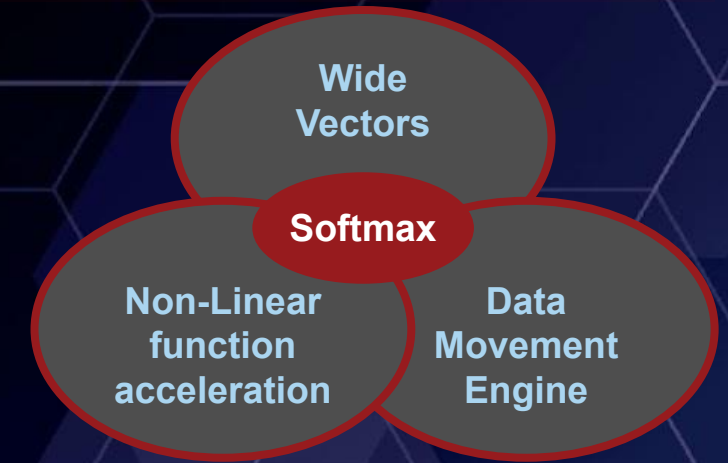 Wide
Vectors
Softmax
Non-Linear
function
acceleration
Data
Movement
Engine